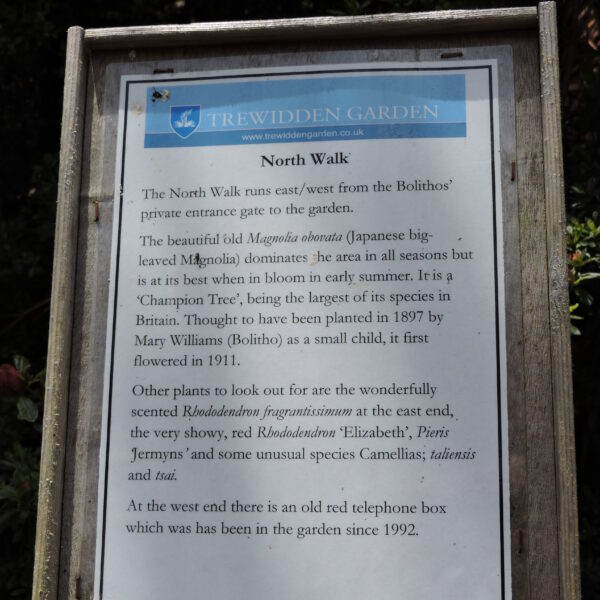 TREWIDDEN GARDEN
www.trewiddengarden.co.uk
North Walk
The North Walk runs east/west from the Bolithos'
private entrance gate to the garden.
The beautiful old Magnolia obovata (Japanese big-
leaved Magnolia) dominates the area in all seasons but
is at its best when in bloom in early summer. It is a
'Champion Tree', being the largest of its species in
Britain. Thought to have been planted in 1897 by
Mary Williams (Bolitho) as a small child, it first
flowered in 1911.
Other plants to look out for are the wonderfully
scented Rhododendron fragrantissimum at the east end,
the very showy, red Rhododendron 'Elizabeth', Pieris
'Jermyns' and some unusual species Camellias; taliensis
and tsai.
At the west end there is an old red telephone box
which was has been in the garden since 1992.